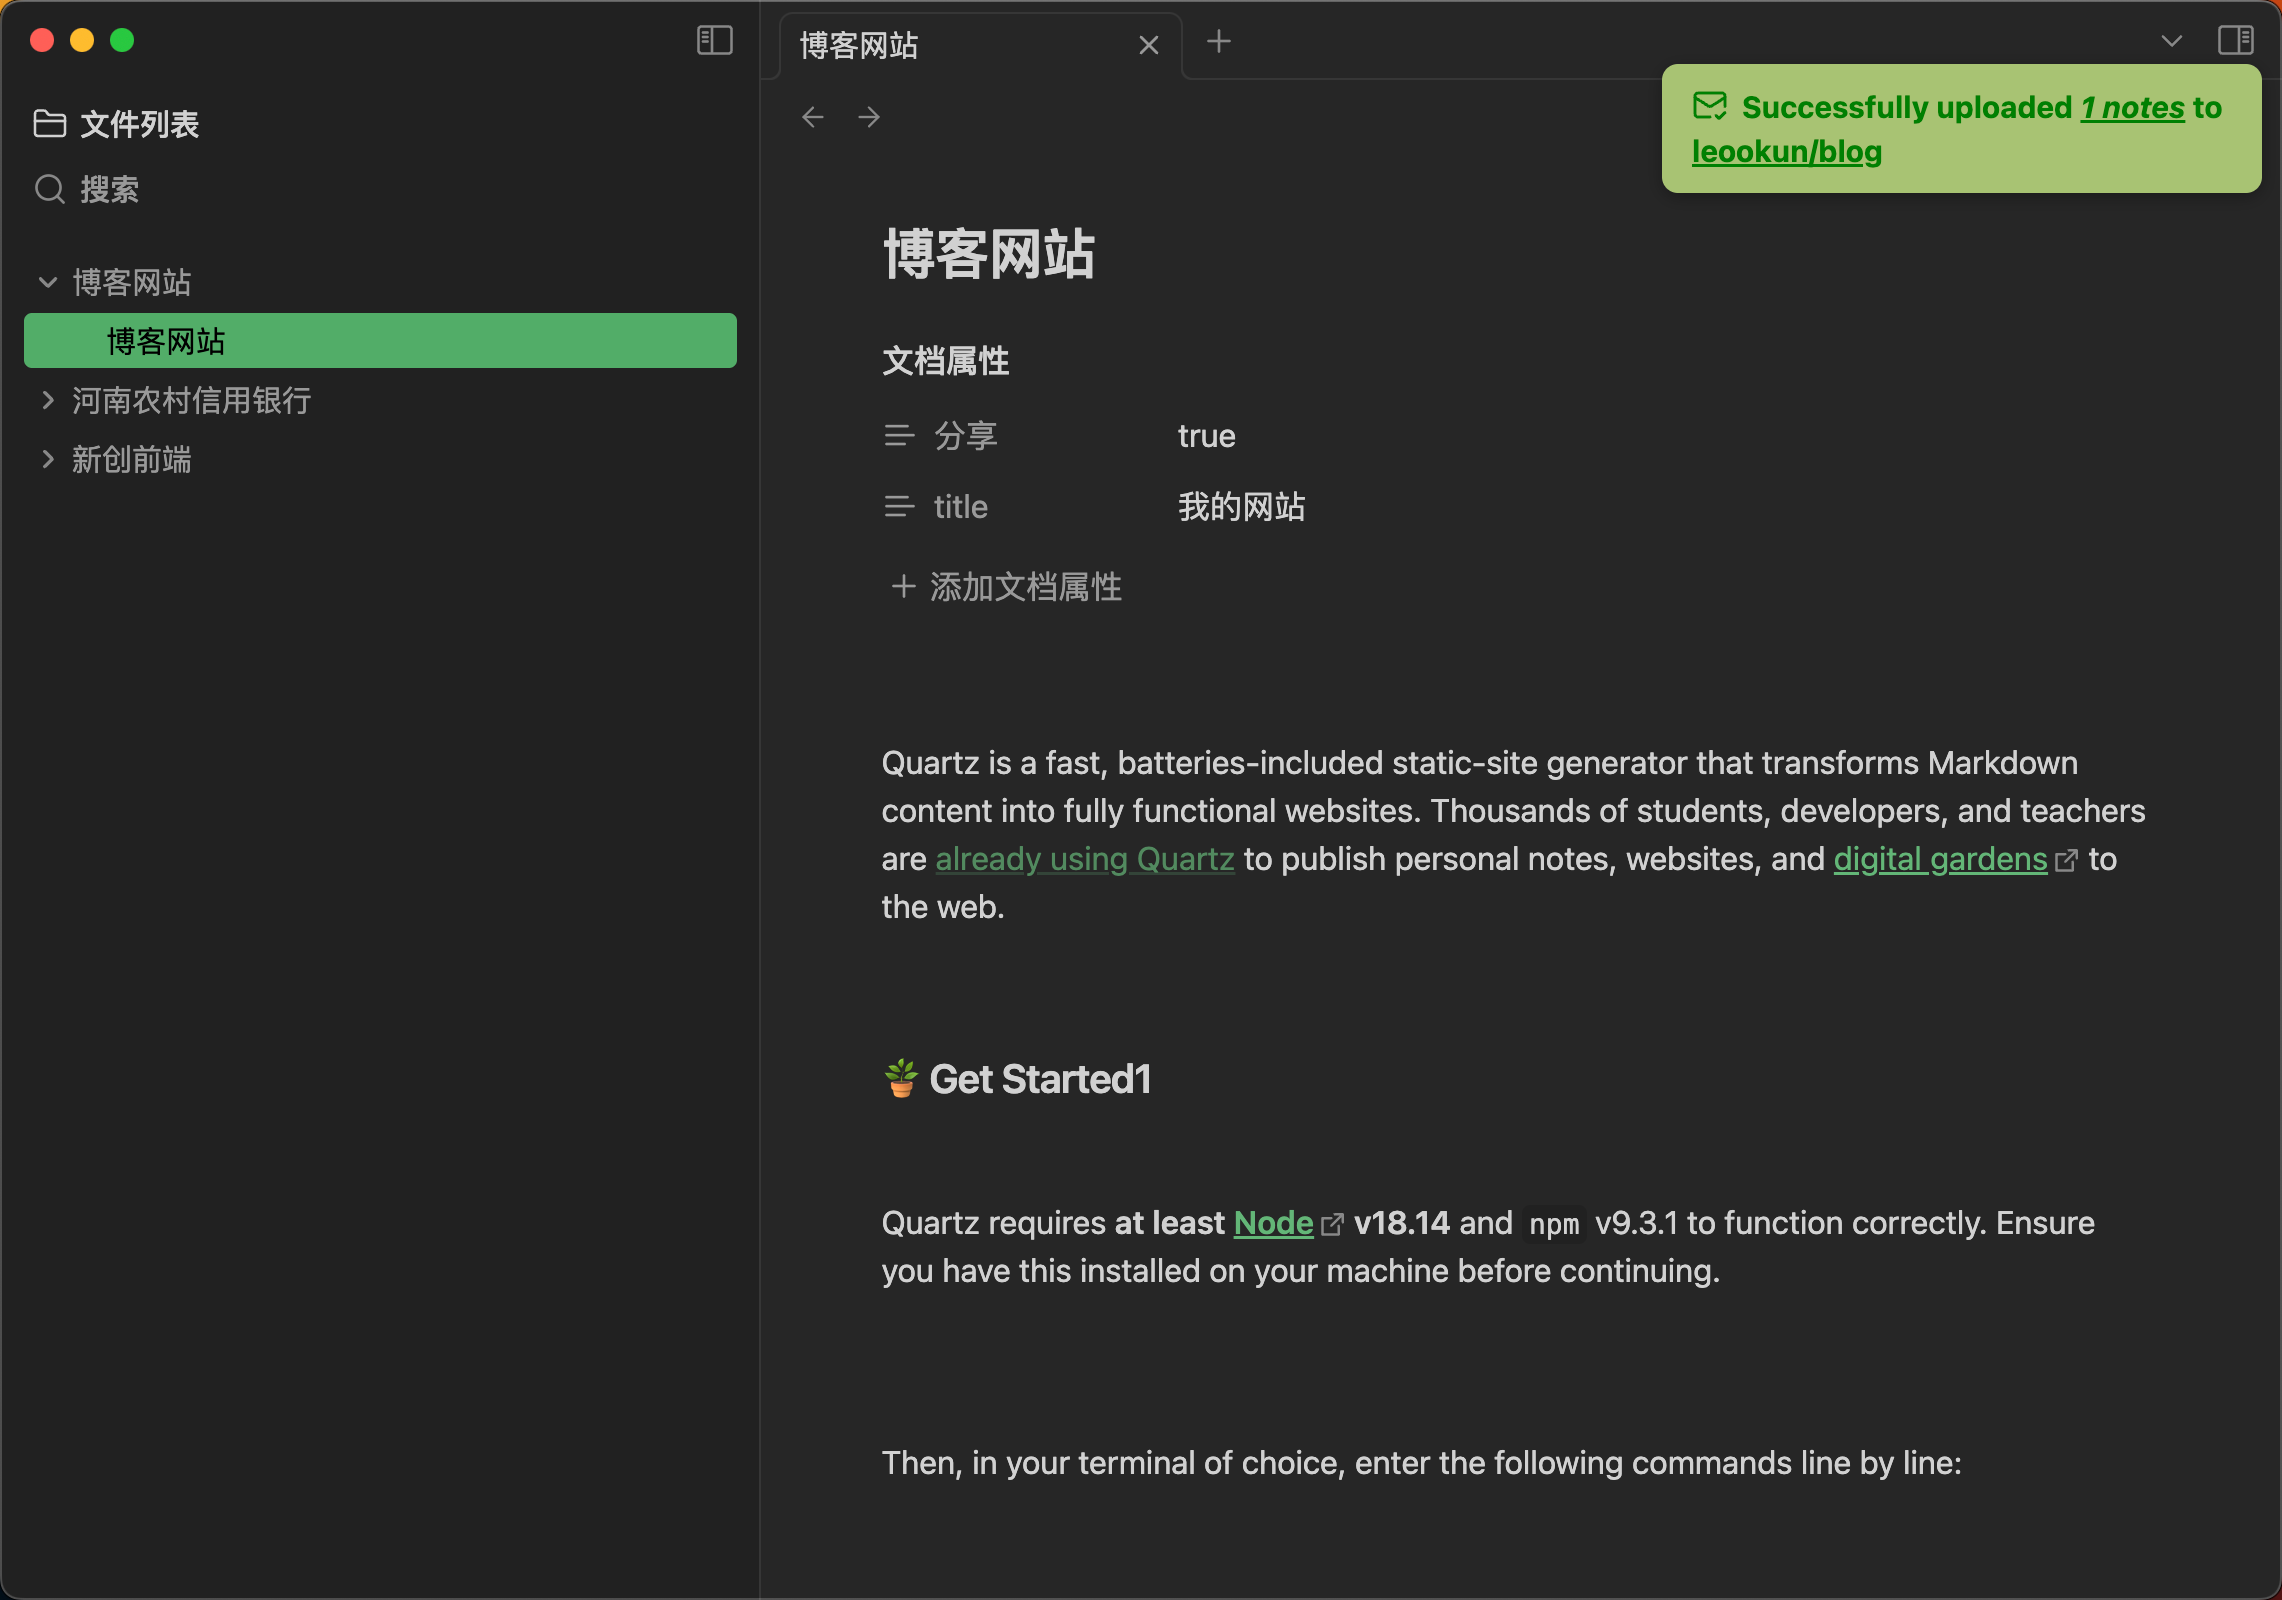 文件列表
搜索
博客网站
博客网站
河南农村信用银行
新创前端
博客网站
Successfully uploaded 1 notes to
leookun/blog
博客网站
文档属性
分享 true
title 我的网站
添加文档属性
Quartz is a fast, batteries-included static-site generator that transforms Markdown
content into fully functional websites. Thousands of students, developers, and teachers
are already using Quartz to publish personal notes, websites, and digital gardens to
the web.
🪴 Get Started1
Quartz requires at least Node v18.14 and npm v9.3.1 to function correctly. Ensure
you have this installed on your machine before continuing.
Then, in your terminal of choice, enter the following commands line by line: